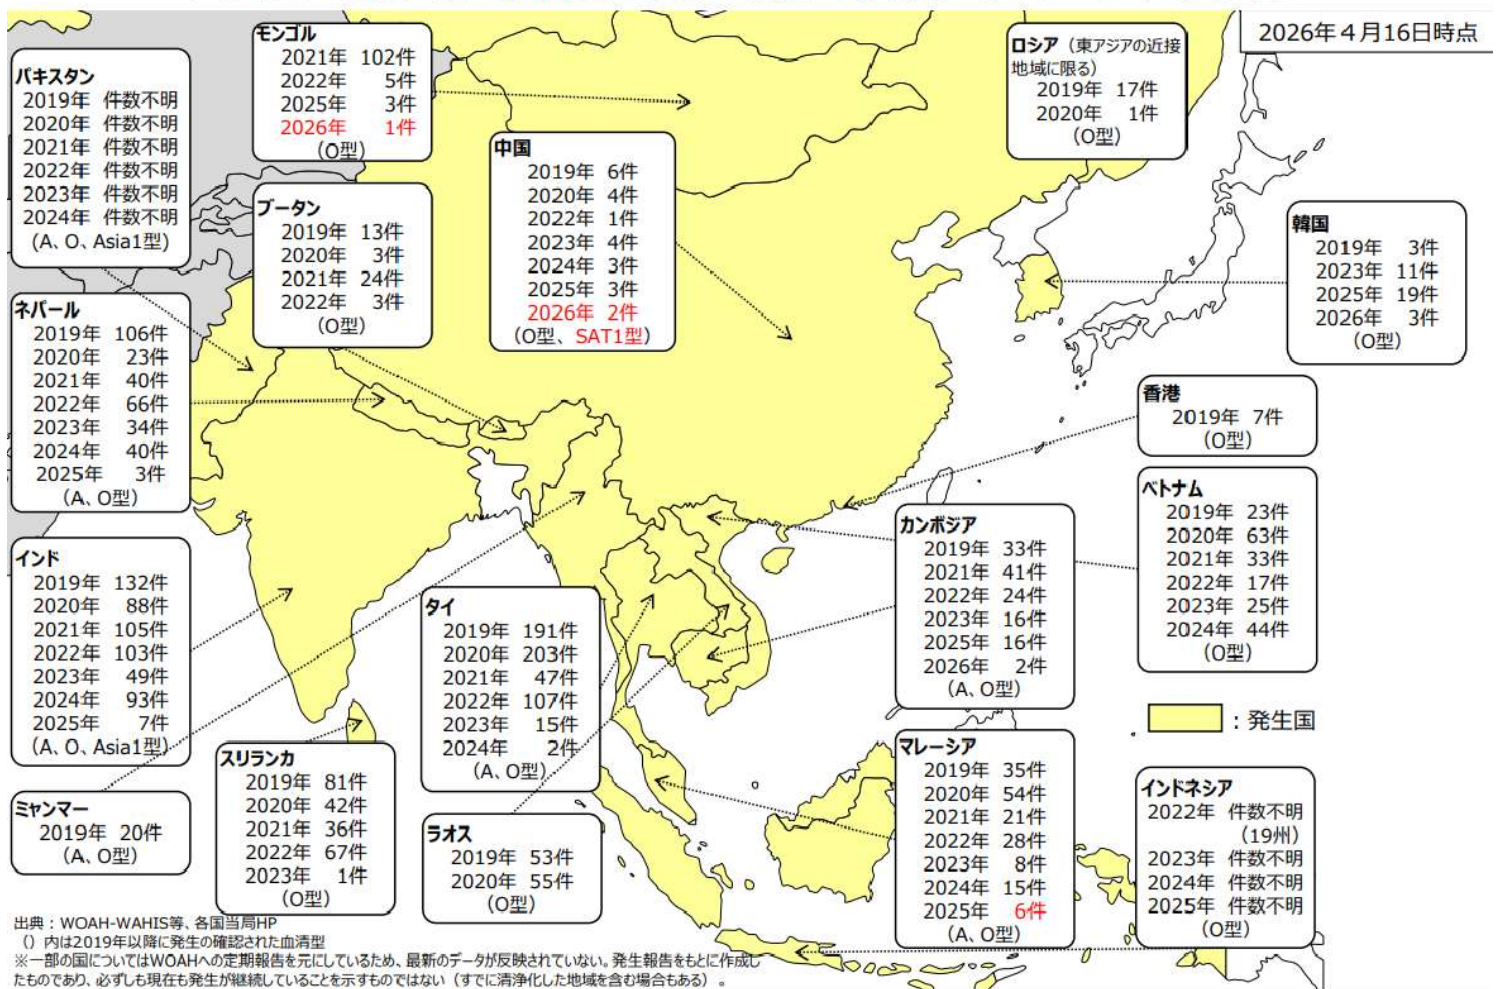 2026年4月16日時点
パキスタン
2019年 件数不明
2020年 件数不明
2021年 件数不明
2022年 件数不明
2023年 件数不明
2024年 件数不明
(A、O、Asia1型)
モンゴル
2021年 102件
2022年 5件
2025年 3件
2026年 1件
(O型)
ロシア（東アジアの近接
地域に限る）
2019年 17件
2020年 1件
(O型)
中国
2019年 6件
2020年 4件
2022年 1件
2023年 4件
2024年 3件
2025年 3件
2026年 2件
(O型、SAT1型)
ブータン
2019年 13件
2020年 3件
2021年 24件
2022年 3件
(O型)
韓国
2019年 3件
2023年 11件
2025年 19件
2026年 3件
(O型)
ネパール
2019年 106件
2020年 23件
2021年 40件
2022年 66件
2023年 34件
2024年 40件
2025年 3件
(A、O型)
香港
2019年 7件
(O型)
ベトナム
2019年 23件
2020年 63件
2021年 33件
2022年 17件
2023年 25件
2024年 44件
(O型)
カンボジア
2019年 33件
2021年 41件
2022年 24件
2023年 16件
2025年 16件
2026年 2件
(A、O型)
インド
2019年 132件
2020年 88件
2021年 105件
2022年 103件
2023年 49件
2024年 93件
2025年 7件
(A、O、Asia1型)
タイ
2019年 191件
2020年 203件
2021年 47件
2022年 107件
2023年 15件
2024年 2件
(A、O型)
：発生国
スリランカ
2019年 81件
2020年 42件
2021年 36件
2022年 67件
2023年 1件
(O型)
マレーシア
2019年 35件
2020年 54件
2021年 21件
2022年 28件
2023年 8件
2024年 15件
2025年 6件
(A、O型)
インドネシア
2022年 件数不明
(19州)
2023年 件数不明
2024年 件数不明
2025年 件数不明
(O型)
ミャンマー
2019年 20件
(A、O型)
ラオス
2019年 53件
2020年 55件
(O型)
出典：WOAH-WAHIS等、各国当局HP
（）内は2019年以降に発生の確認された血清型
※一部の国についてはWOAHへの定期報告を元にしているため、最新のデータが反映されていない。発生報告をもとに作成し
たものであり、必ずしも現在も発生が継続していることを示すものではない（すでに清浄化した地域を含む場合もある）。